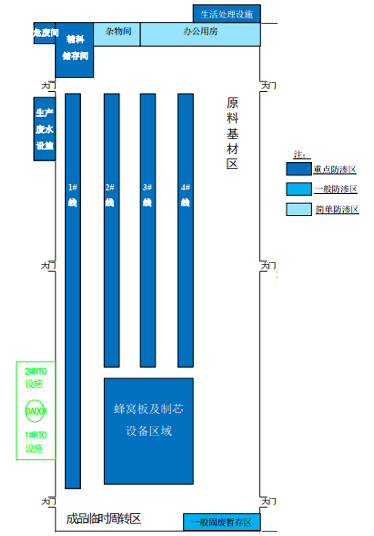 生活处理设施
危废间
辅料
储存间
杂物间
办公用房
大门
大门
生产
废水
设施
原
料
基
材
区
1#
线
2#
线
3#
线
4#
线
注:
重点防渗区
一般防渗区
简单防渗区
大门
大门
2#RTO
设施
DA001
1#RTO
设施
蜂窝板及制芯
设备区域
大门
大门
成品临时周转区
一般固废暂存区